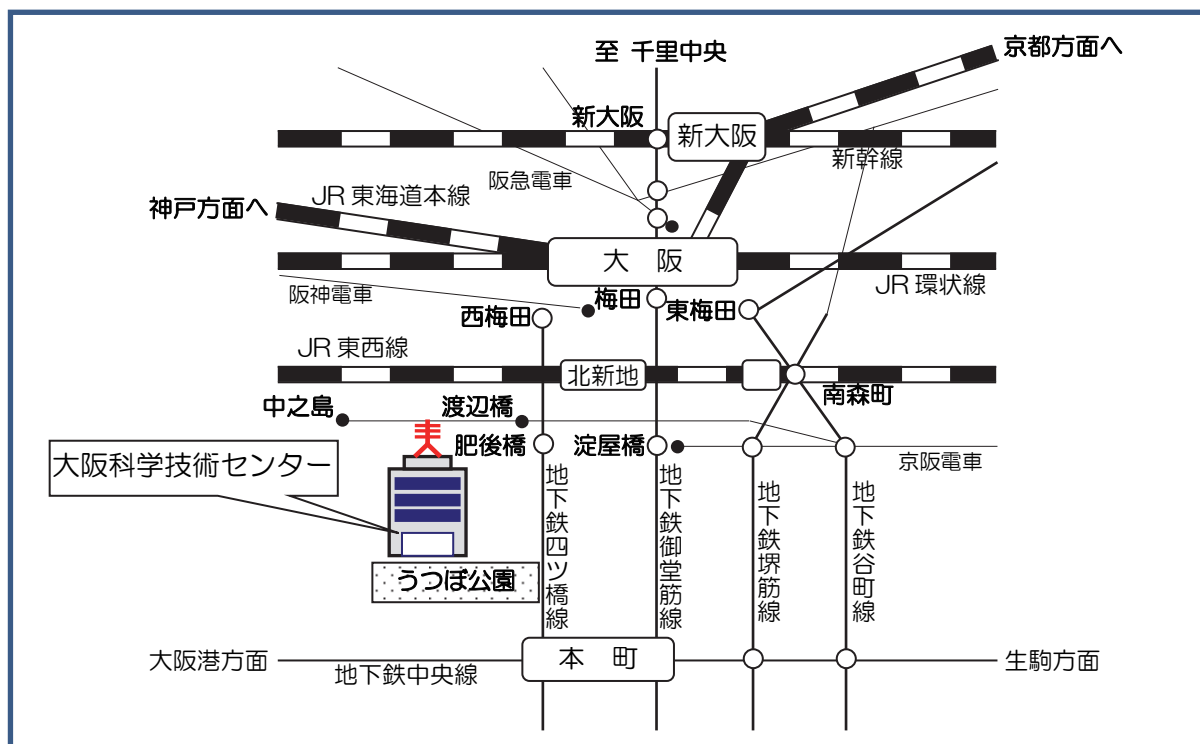 至 千里中央
京都方面へ
新大阪
新大阪
新幹線
阪急電車
JR 東海道本線
神戸方面へ
大 阪
JR 環状線
阪神電車
梅田
東梅田
西梅田
JR 東西線
北新地
南森町
中之島
渡辺橋
肥後橋
淀屋橋
京阪電車
大阪科学技術センター
地下鉄四ツ橋線
地下鉄御堂筋線
地下鉄堺筋線
地下鉄谷町線
うつぼ公園
本 町
大阪港方面
地下鉄中央線
生駒方面